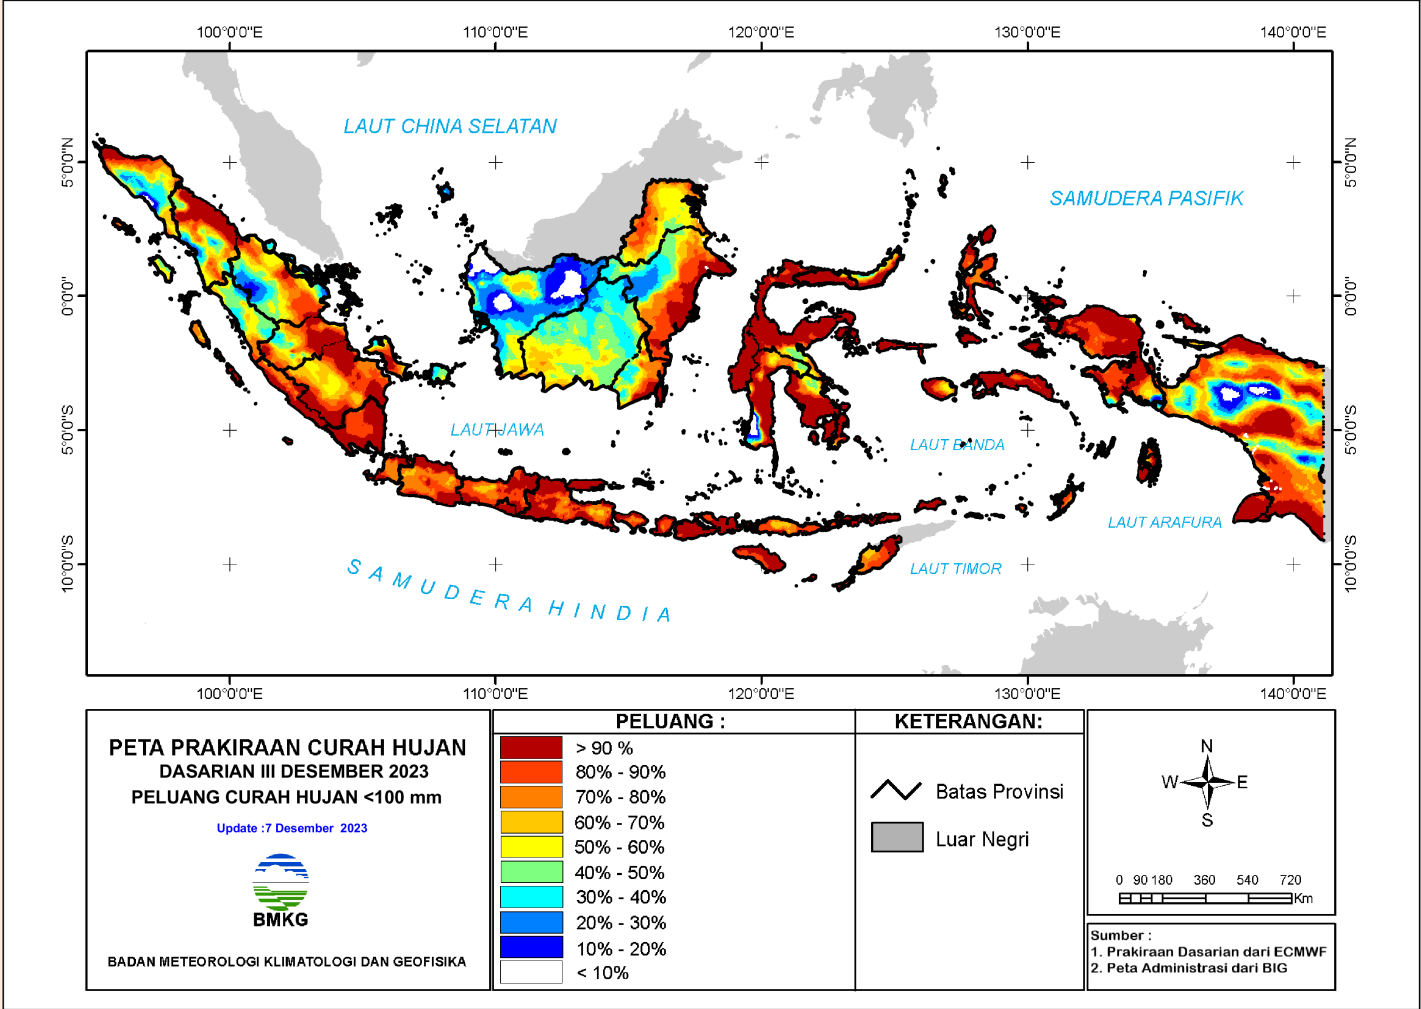 100°0'0"E 110°0'0"E 120°0'0"E 130°0'0"E 140°0'0"E
LAUT CHINA SELATAN
5°0'0"N 5°0'0"N
SAMUDERA PASIFIK
0°0'0" 0°0'0"
LAUT JAWA
5°0'0"S 5°0'0"S
LAUT BANDA
LAUT ARAFURA
10°0'0"S 10°0'0"S
LAUT TIMOR
SAMUDERA HINDIA
100°0'0"E 110°0'0"E 120°0'0"E 130°0'0"E 140°0'0"E
PETA PRAKIRAAN CURAH HUJAN
DASARIAN III DESEMBER 2023
PELUANG CURAH HUJAN <100 mm
Update :7 Desember 2023
BMKG
BADAN METEOROLOGI KLIMATOLOGI DAN GEOFISIKA
PELUANG :
> 90 %
80% - 90%
70% - 80%
60% - 70%
50% - 60%
40% - 50%
30% - 40%
20% - 30%
10% - 20%
< 10%
KETERANGAN:
Batas Provinsi
Luar Negri
N
W E
S
0 90 180 360 540 720
Km
Sumber :
1. Prakiraan Dasarian dari ECMWF
2. Peta Administrasi dari BIG